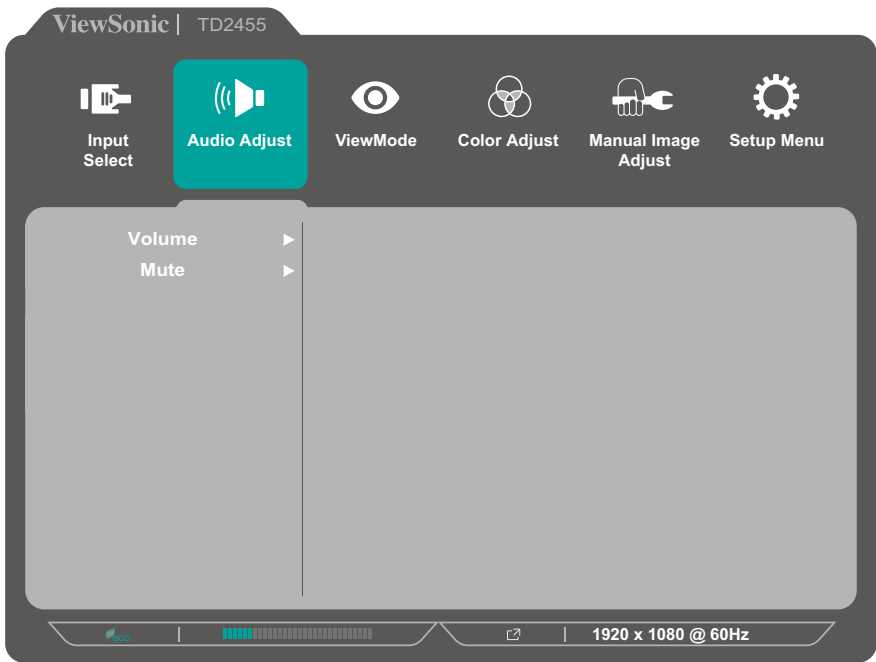 ViewSonic | TD2455
Input
Select
Audio Adjust
ViewMode
Color Adjust
Manual Image
Adjust
Setup Menu
Volume
Mute
eco
1920 x 1080 @ 60Hz